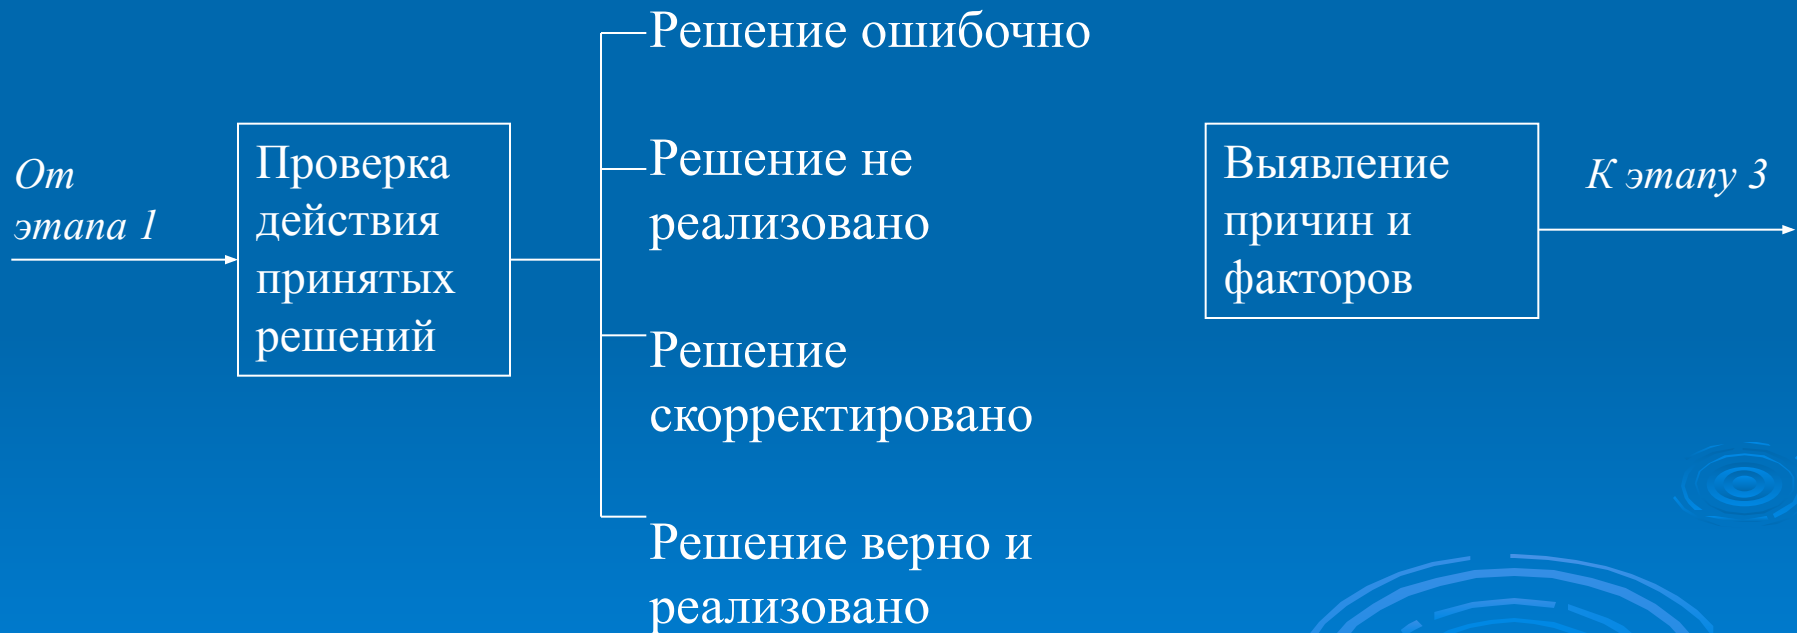 От
этапа 1
Проверка
действия
принятых
решений
Решение ошибочно
Решение не
реализовано
Решение
скорректировано
Решение верно и
реализовано
Выявление
причин и
факторов
К этапу 3